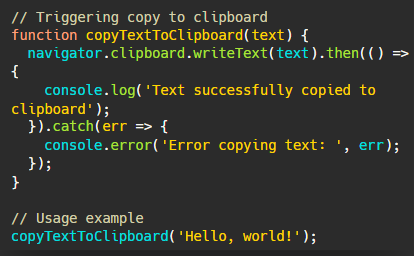 // Triggering copy to clipboard
function copyTextToClipboard(text) {
  navigator.clipboard.writeText(text).then(() =>
{
    console.log('Text successfully copied to
clipboard');
  }).catch(err => {
    console.error('Error copying text: ', err);
  });
}

// Usage example
copyTextToClipboard('Hello, world!');